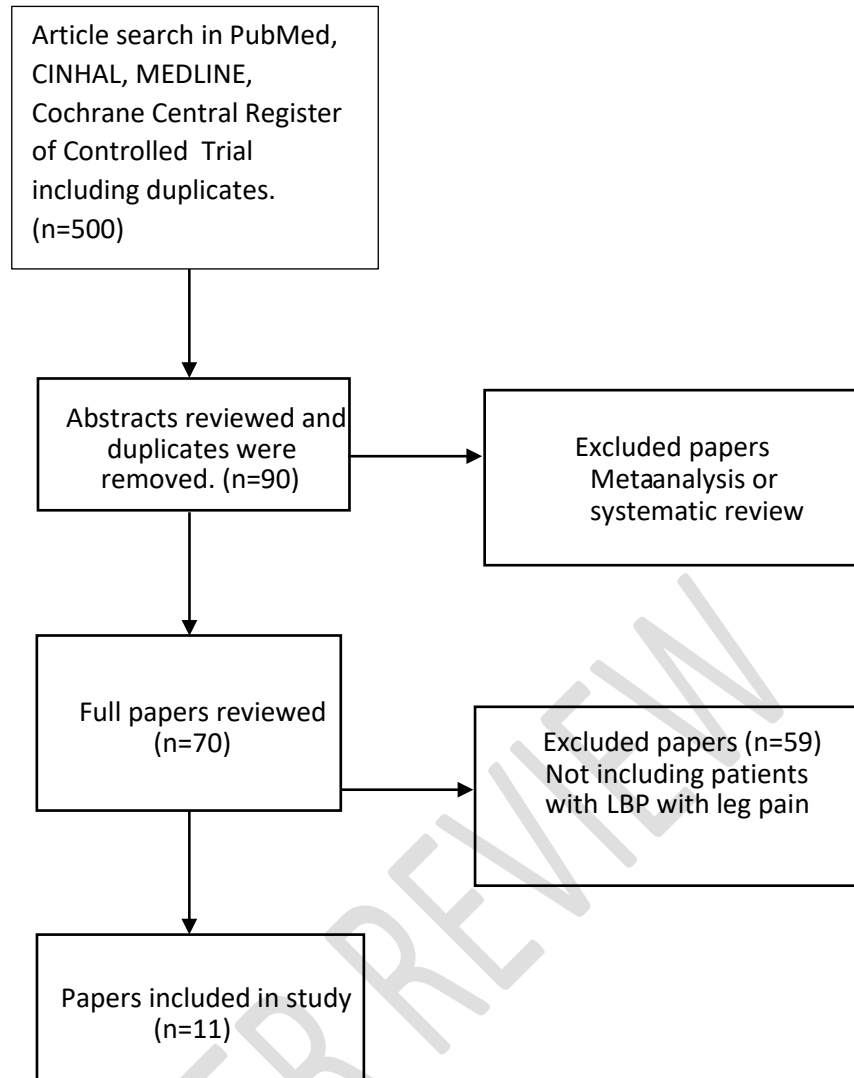 Article search in PubMed,
CINHAL, MEDLINE,
Cochrane Central Register
of Controlled Trial
including duplicates.
(n=500)
Abstracts reviewed and
duplicates were
removed. (n=90)
Excluded papers
Metaanalysis or
systematic review
Full papers reviewed
(n=70)
Excluded papers (n=59)
Not including patients
with LBP with leg pain
Papers included in study
(n=11)
ER REVIEW